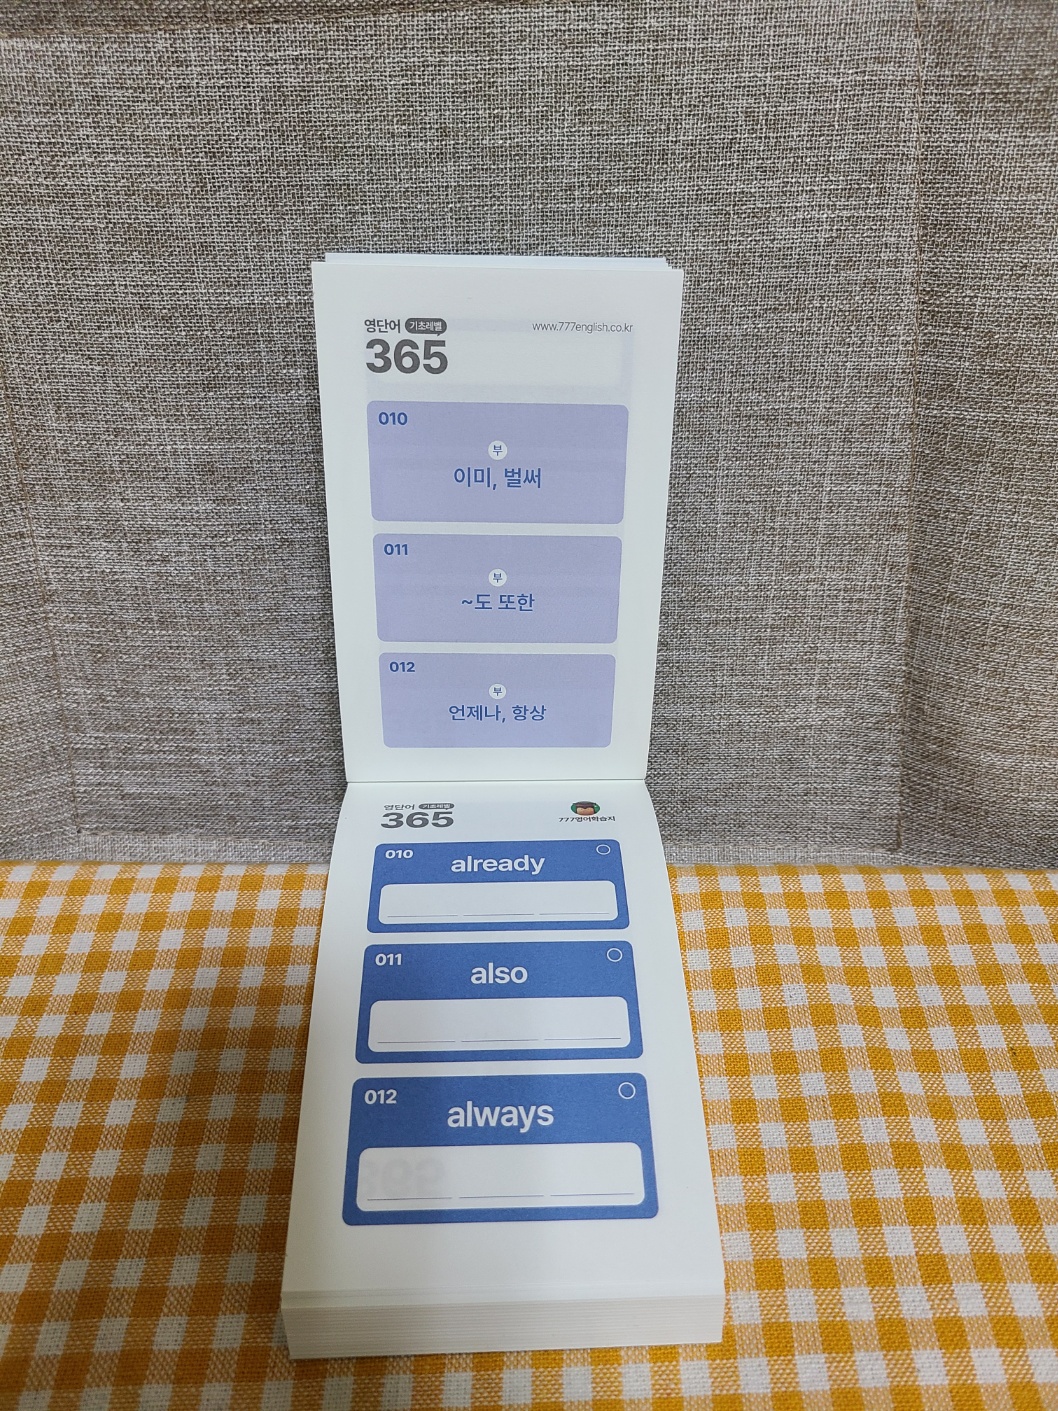 영단어 기초레벨
365
www.777english.co.kr
010
부
이미, 벌써
011
부
~도 또한
012
부
언제나, 항상
영단어 기초레벨
365
777영어학습지
010
already
011
also
012
always